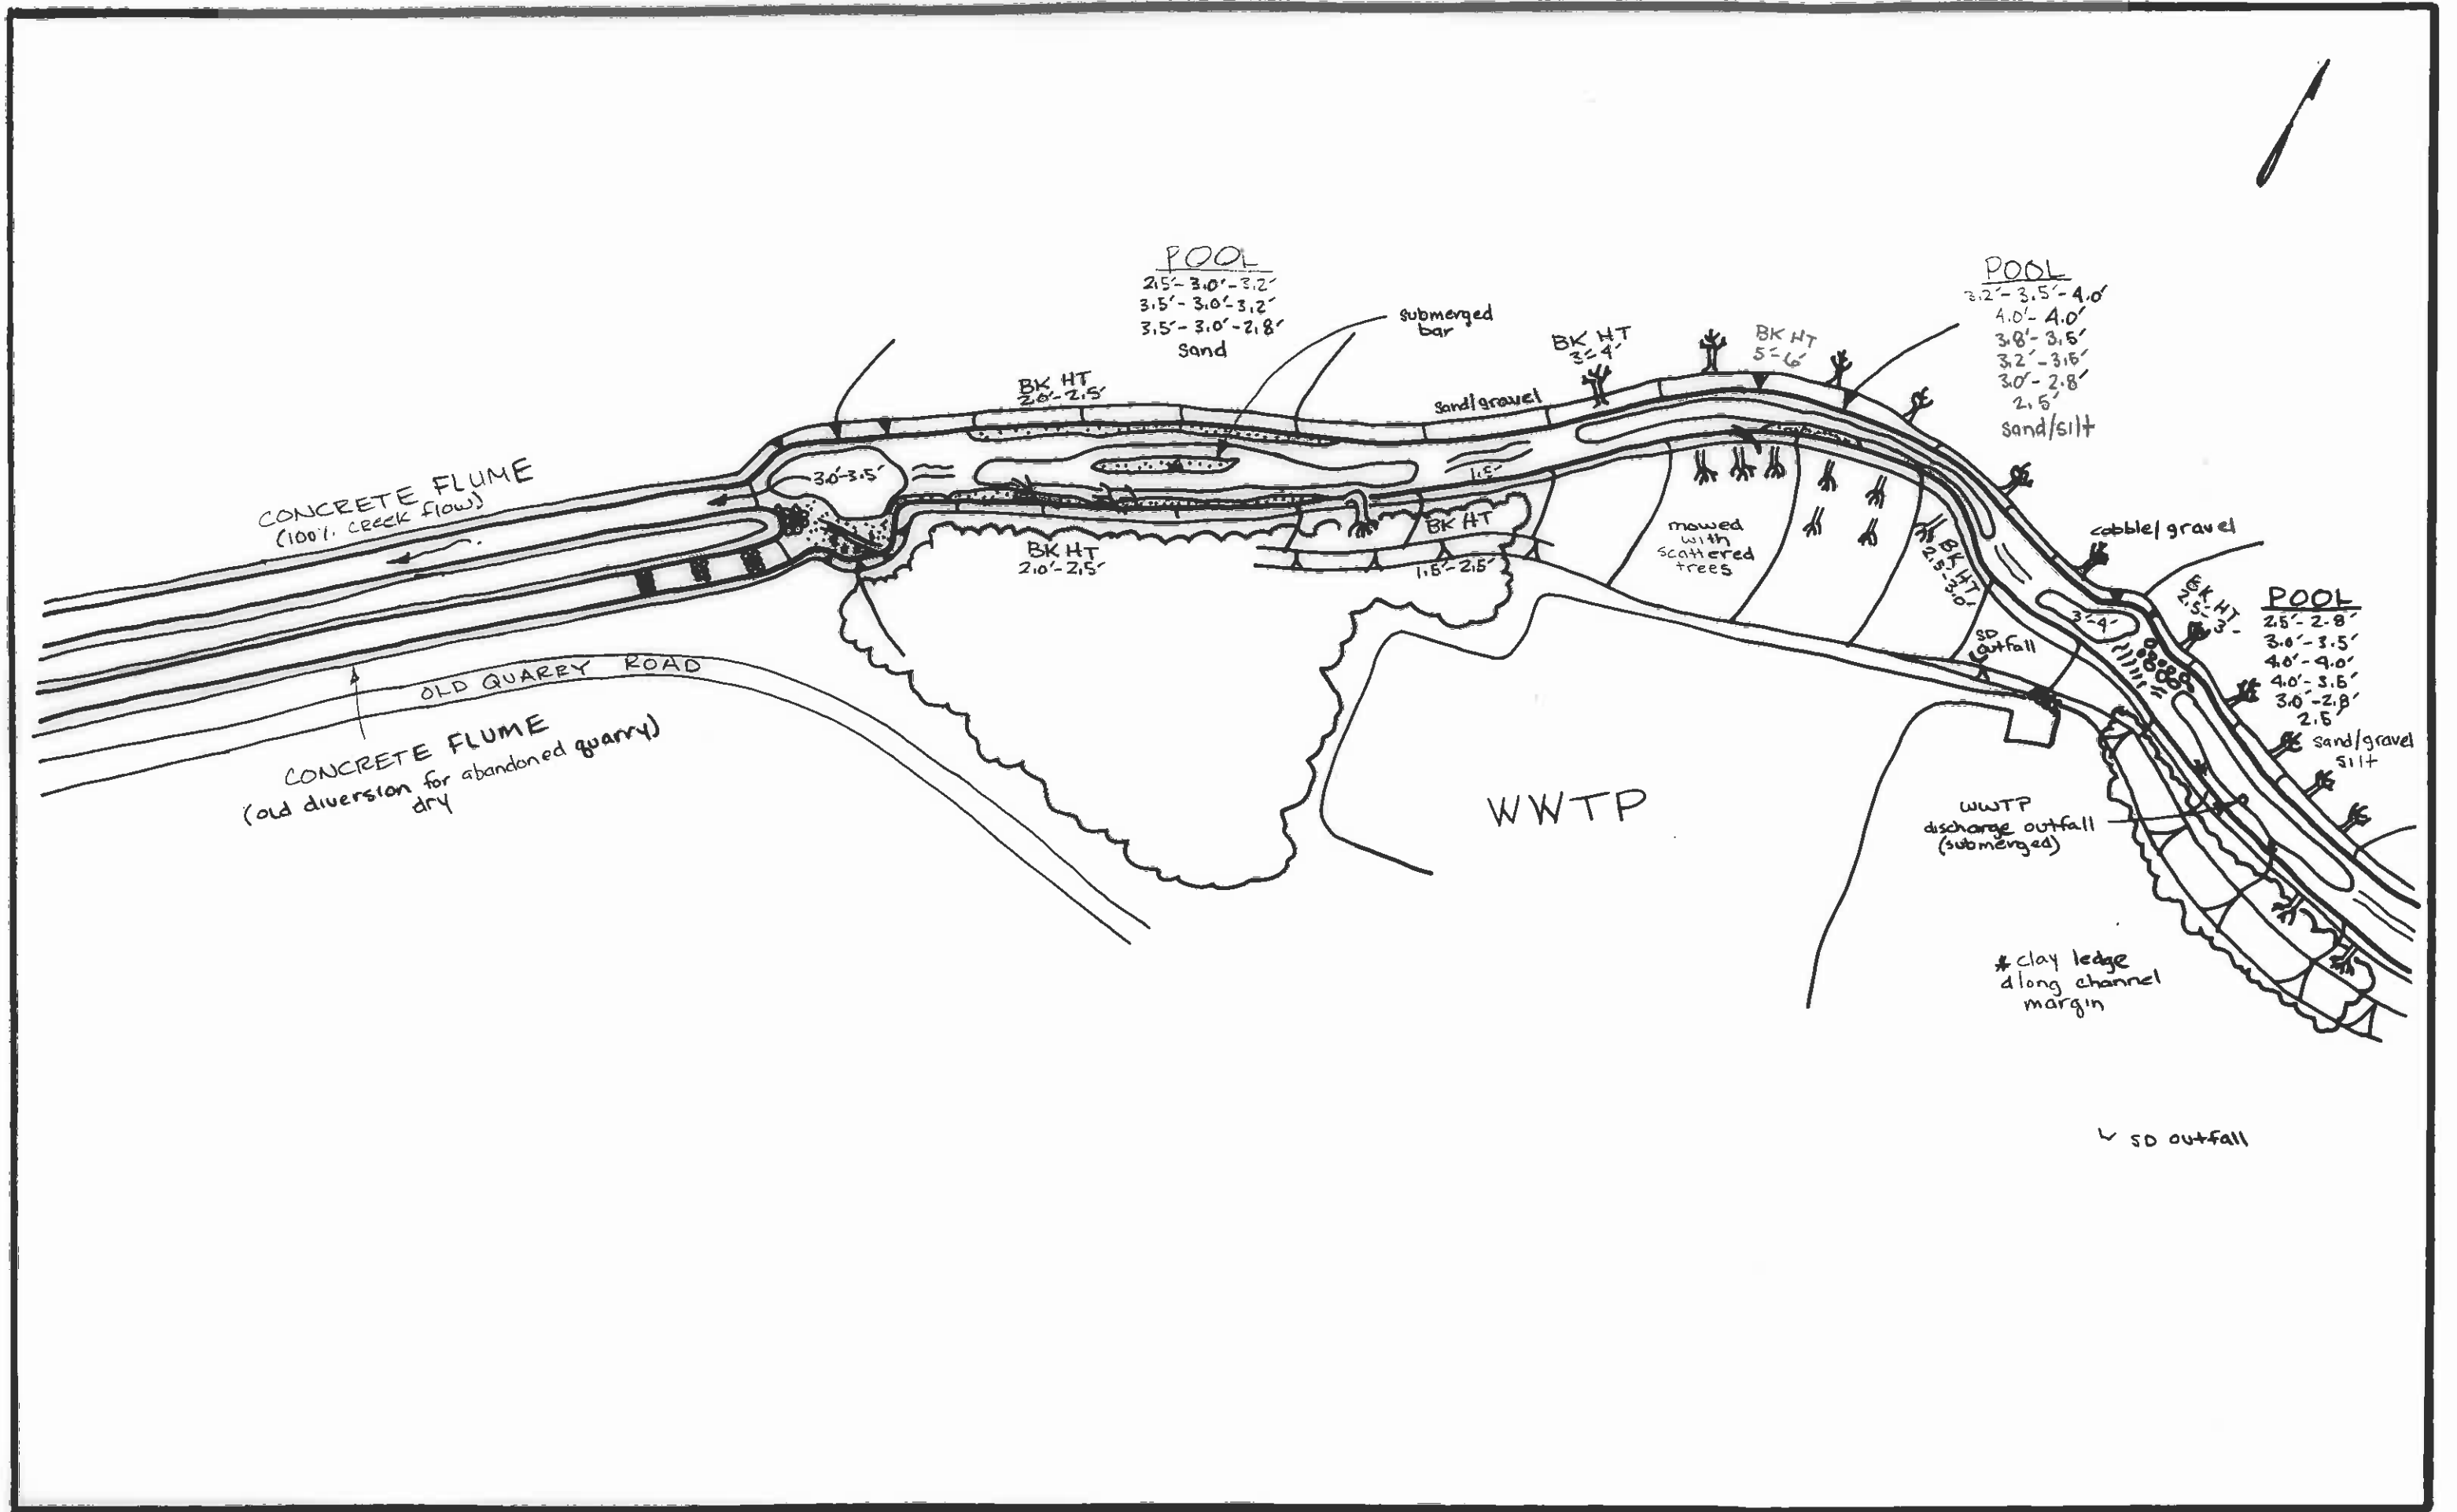 POOL
2.5'- 3.0'- 3.2'
3.5'- 3.0'- 3.2'
3.5'- 3.0'- 2.8'
sand
submerged
bar
BK HT
2.0'- 2.5'
BK HT
3'- 4'
BK HT
5'- 6'
POOL
3.2'- 3.5'- 4.0'
4.0'- 4.0'
3.8'- 3.5'
3.2'- 3.5'
3.0'- 2.8'
2.5'
sand/silt
sand/gravel
3.0'-3.5'
1.5'
CONCRETE FLUME
(100% creek flow)
BK HT
2.0'- 2.5'
BK HT
1.5'- 2.5'
mowed
with
scattered
trees
BK HT
2.5'-3.0'
cobble/gravel
3'-4'
BK HT
2.5'-3'
SD
outfall
POOL
2.5'- 2.8'
3.0'- 3.5'
4.0'- 4.0'
4.0'- 3.5'
3.0'- 2.8'
2.5'
sand/gravel
silt
OLD QUARRY ROAD
CONCRETE FLUME
(old diversion for abandoned quarry)
dry
WWTP
WWTP
discharge outfall
(submerged)
* clay ledge
along channel
margin
SD outfall